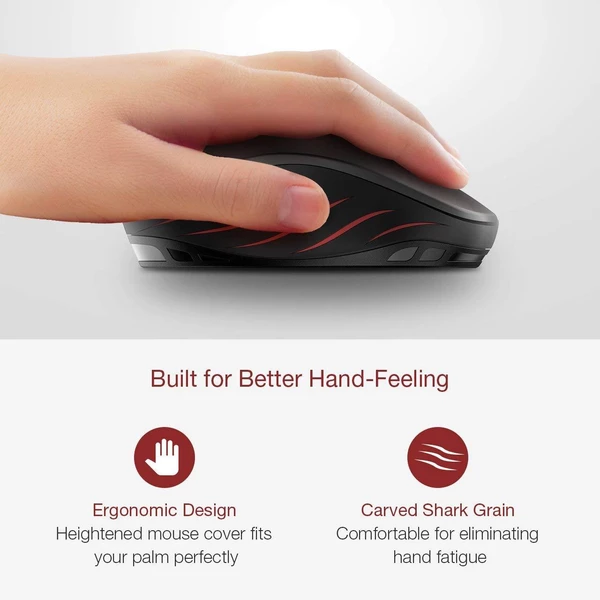 Built for Better Hand-Feeling
Ergonomic Design
Heightened mouse cover fits
your palm perfectly
Carved Shark Grain
Comfortable for eliminating
hand fatigue